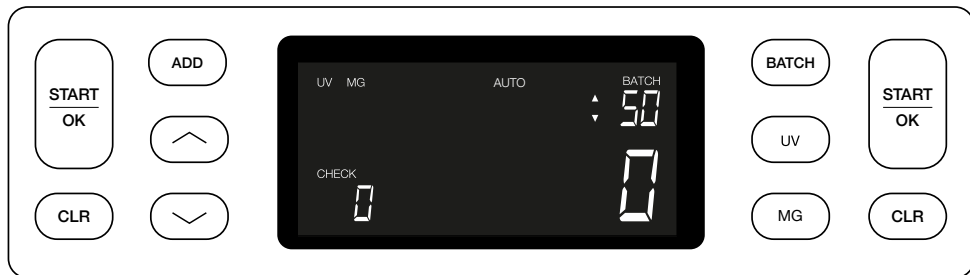 START
OK
CLR
ADD
UV MG AUTO BATCH
50
CHECK
0
0
BATCH
UV
MG
START
OK
CLR